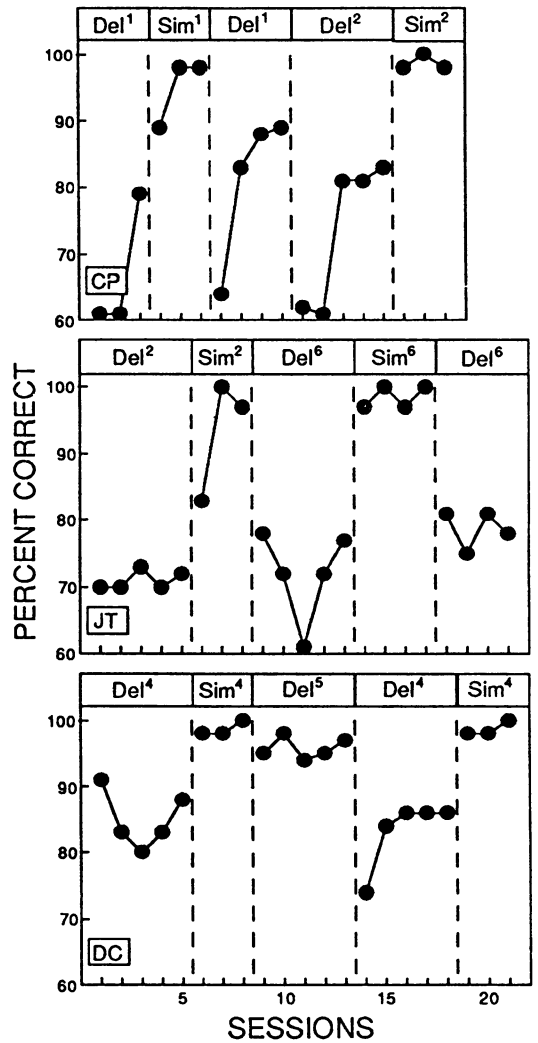 Del¹ Sim¹ Del¹ Del² Sim²
100
90
80
70
CP
60
Del² Sim² Del⁶ Sim⁶ Del⁶
100
90
80
70
JT
60
PERCENT CORRECT
Del⁴ Sim⁴ Del⁵ Del⁴ Sim⁴
100
90
80
70
DC
60
5 10 15 20
SESSIONS